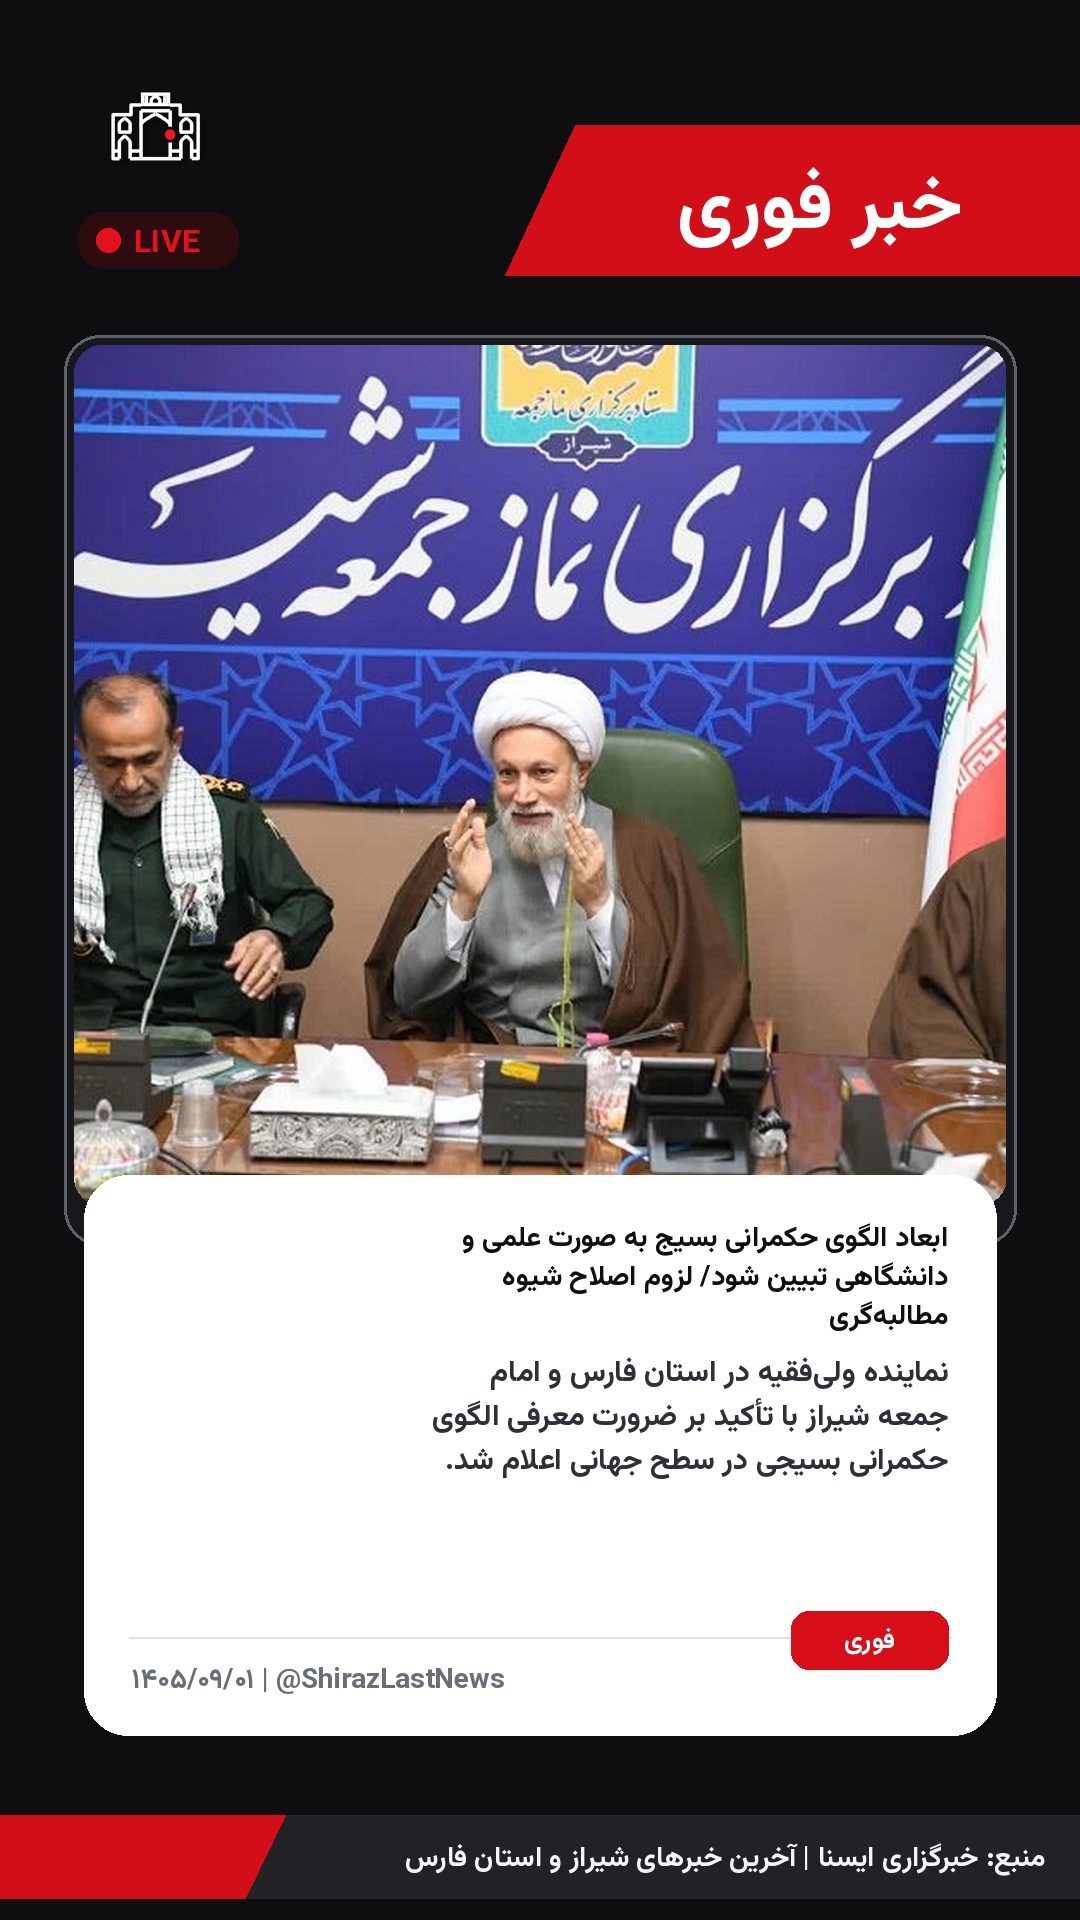 خبر فوری
LIVE
ستاد برگزاری نماز جمعه
شیراز
برگزاری نماز جمعه شیـ
ابعاد الگوی حکمرانی بسیج به صورت علمی و
دانشگاهی تبیین شود/ لزوم اصلاح شیوه
مطالبه‌گری
نماینده ولی‌فقیه در استان فارس و امام
جمعه شیراز با تأکید بر ضرورت معرفی الگوی
حکمرانی بسیجی در سطح جهانی اعلام شد.
فوری
۱۴۰۵/۰۹/۰۱ | @ShirazLastNews
منبع: خبرگزاری ایسنا | آخرین خبرهای شیراز و استان فارس